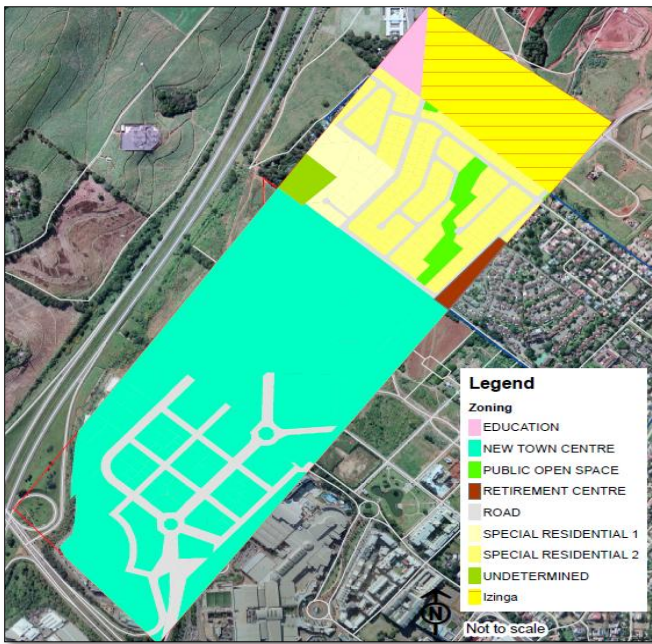 Legend
Zoning
EDUCATION
NEW TOWN CENTRE
PUBLIC OPEN SPACE
RETIREMENT CENTRE
ROAD
SPECIAL RESIDENTIAL 1
SPECIAL RESIDENTIAL 2
UNDETERMINED
Izinga
N
Not to scale